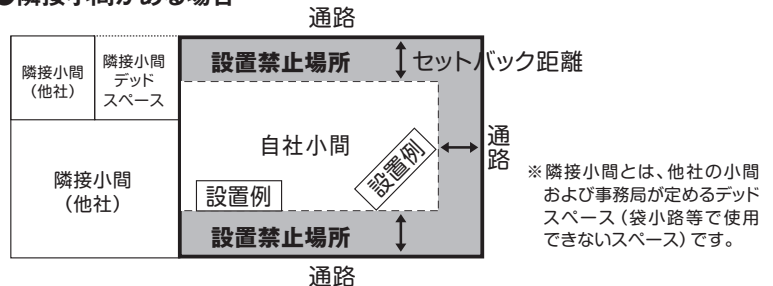 ●隣接小間がある場合
通路
隣接小間
(他社)
隣接小間
デッド
スペース
設置禁止場所
セットバック距離
自社小間
設置例
通路
隣接小間
(他社)
設置例
設置禁止場所
通路
※隣接小間とは、他社の小間
および事務局が定めるデッド
スペース(袋小路等で使用
できないスペース)です。